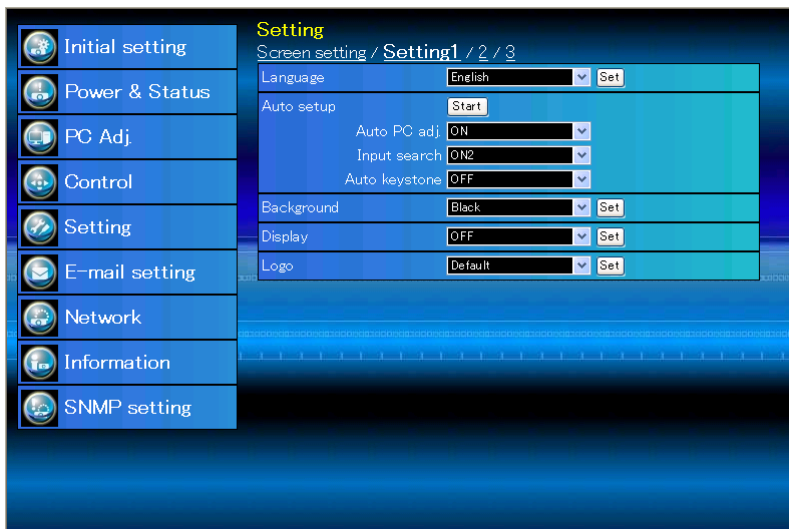 Initial setting
Power & Status
PC Adj.
Control
Setting
E-mail setting
Network
Information
SNMP setting
Setting
Screen setting / Setting1 / 2 / 3
Language English Set
Auto setup Start
Auto PC adj. ON
Input search ON2
Auto keystone OFF
Background Black Set
Display OFF Set
Logo Default Set